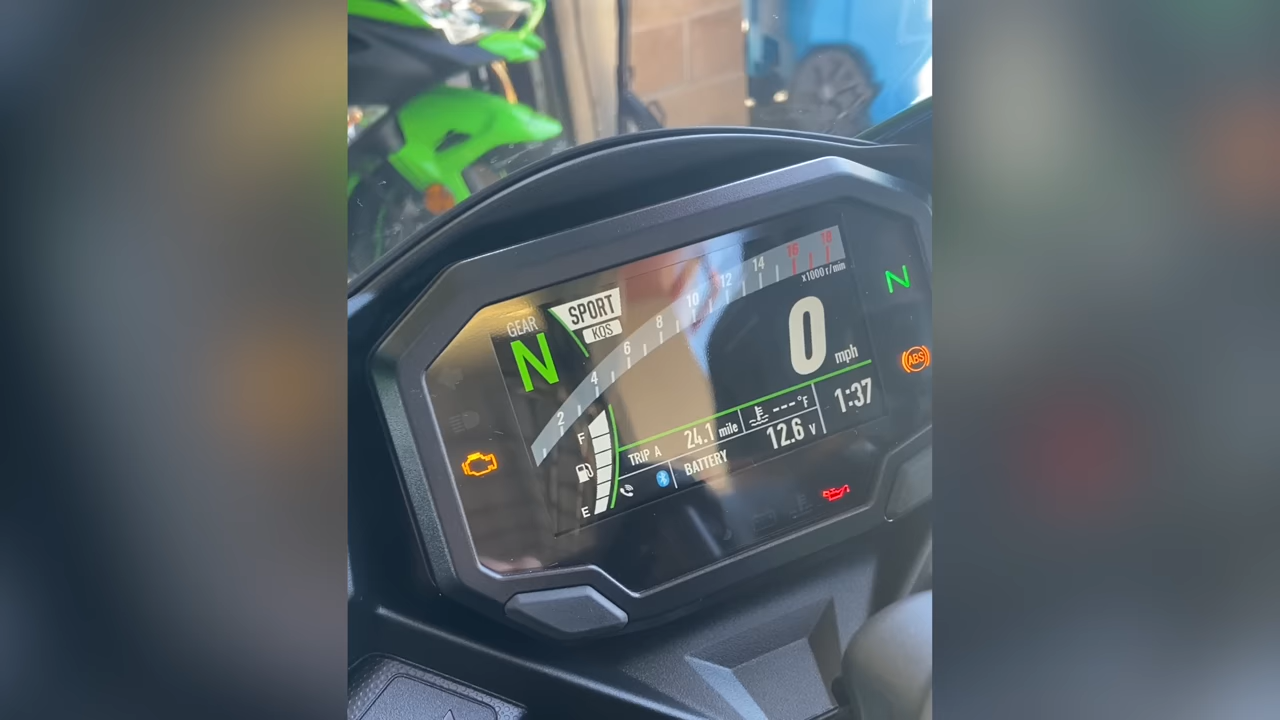 SPORT
KQS
GEAR
N
2
4
6
8
10
12
14
16
18
x1000 r/min
0
mph
N
ABS
F
E
TRIP A 24.1 mile
---°F
BATTERY 12.6 V
1:37